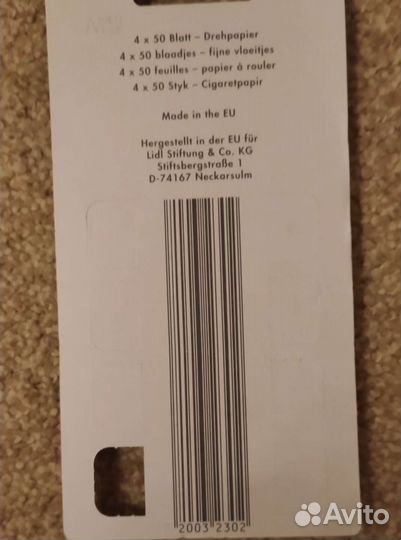 4 x 50 Blatt – Drehpapier
4 x 50 blaadjes – fijne vloeitjes
4 x 50 feuilles – papier à rouler
4 x 50 Styk – Cigaretpapir
Made in the EU
Hergestellt in der EU für
Lidl Stiftung & Co. KG
Stiftsbergstraße 1
D-74167 Neckarsulm
2003 2302
Avito